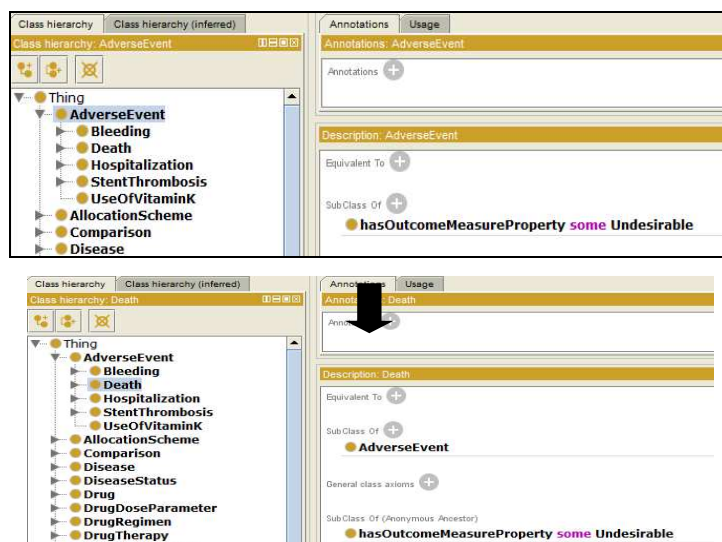 Class hierarchy Class hierarchy (inferred)
Class hierarchy: AdverseEvent
Thing
AdverseEvent
Bleeding
Death
Hospitalization
StentThrombosis
UseOfVitaminK
AllocationScheme
Comparison
Disease
Annotations Usage
Annotations: AdverseEvent
Annotations
Description: AdverseEvent
Equivalent To
SubClass Of
hasOutcomeMeasureProperty some Undesirable
Class hierarchy Class hierarchy (inferred)
Class hierarchy: Death
Thing
AdverseEvent
Bleeding
Death
Hospitalization
StentThrombosis
UseOfVitaminK
AllocationScheme
Comparison
Disease
DiseaseStatus
Drug
DrugDoseParameter
DrugRegimen
DrugTherapy
Usage
Death
Description: Death
Equivalent To
SubClass Of
AdverseEvent
General class axioms
SubClass Of (Anonymous Ancestor)
hasOutcomeMeasureProperty some Undesirable